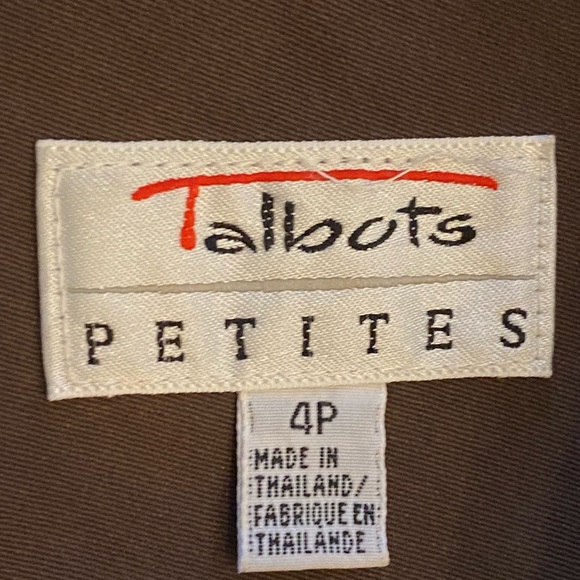 Talbots
PETITES
4P
MADE IN
THAILAND/
FABRIQUE EN
THAILANDE